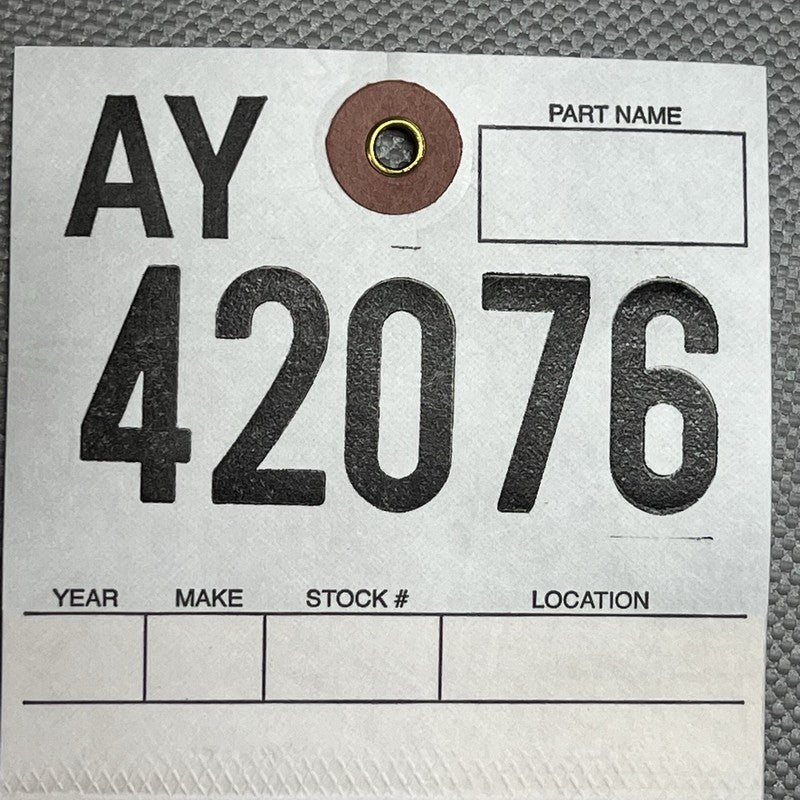 AY
PART NAME
42076
YEAR MAKE STOCK # LOCATION